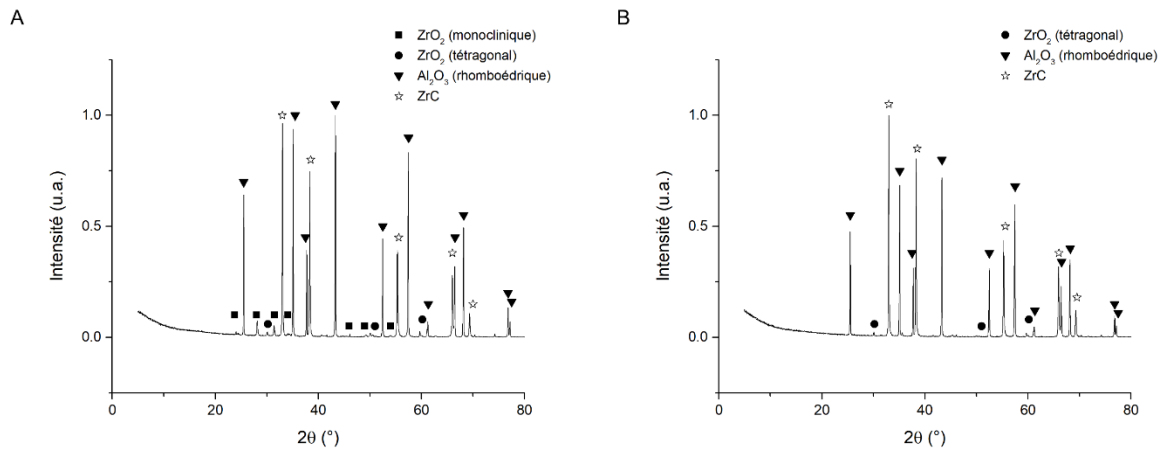 A
■ ZrO₂ (monoclinique)
● ZrO₂ (tétragonal)
▼ Al₂O₃ (rhomboédrique)
☆ ZrC
1.0
0.5
0.0
Intensité (u.a.)
0 20 40 60 80
2θ (°)
B
● ZrO₂ (tétragonal)
▼ Al₂O₃ (rhomboédrique)
☆ ZrC
1.0
0.5
0.0
Intensité (u.a.)
0 20 40 60 80
2θ (°)